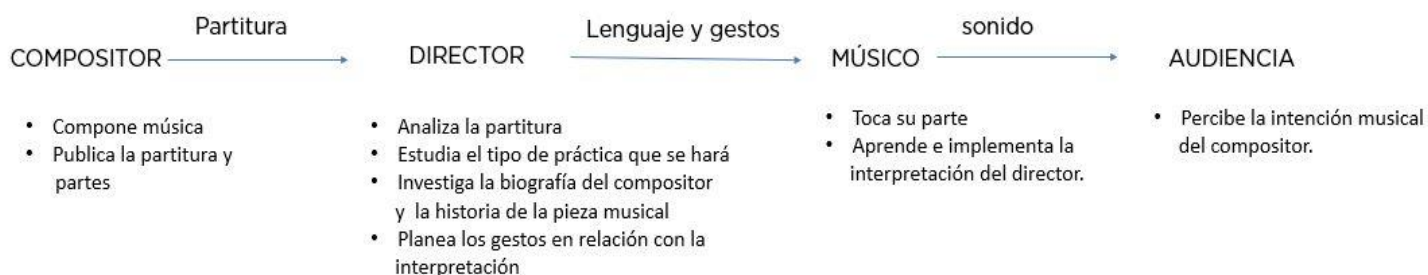 Partitura
Lenguaje y gestos
sonido
COMPOSITOR
DIRECTOR
MÚSICO
AUDIENCIA
• Compone música
• Publica la partitura y
partes
• Analiza la partitura
• Estudia el tipo de práctica que se hará
• Investiga la biografía del compositor
y la historia de la pieza musical
• Planea los gestos en relación con la
interpretación
• Toca su parte
• Aprende e implementa la
interpretación del director.
• Percibe la intención musical
del compositor.